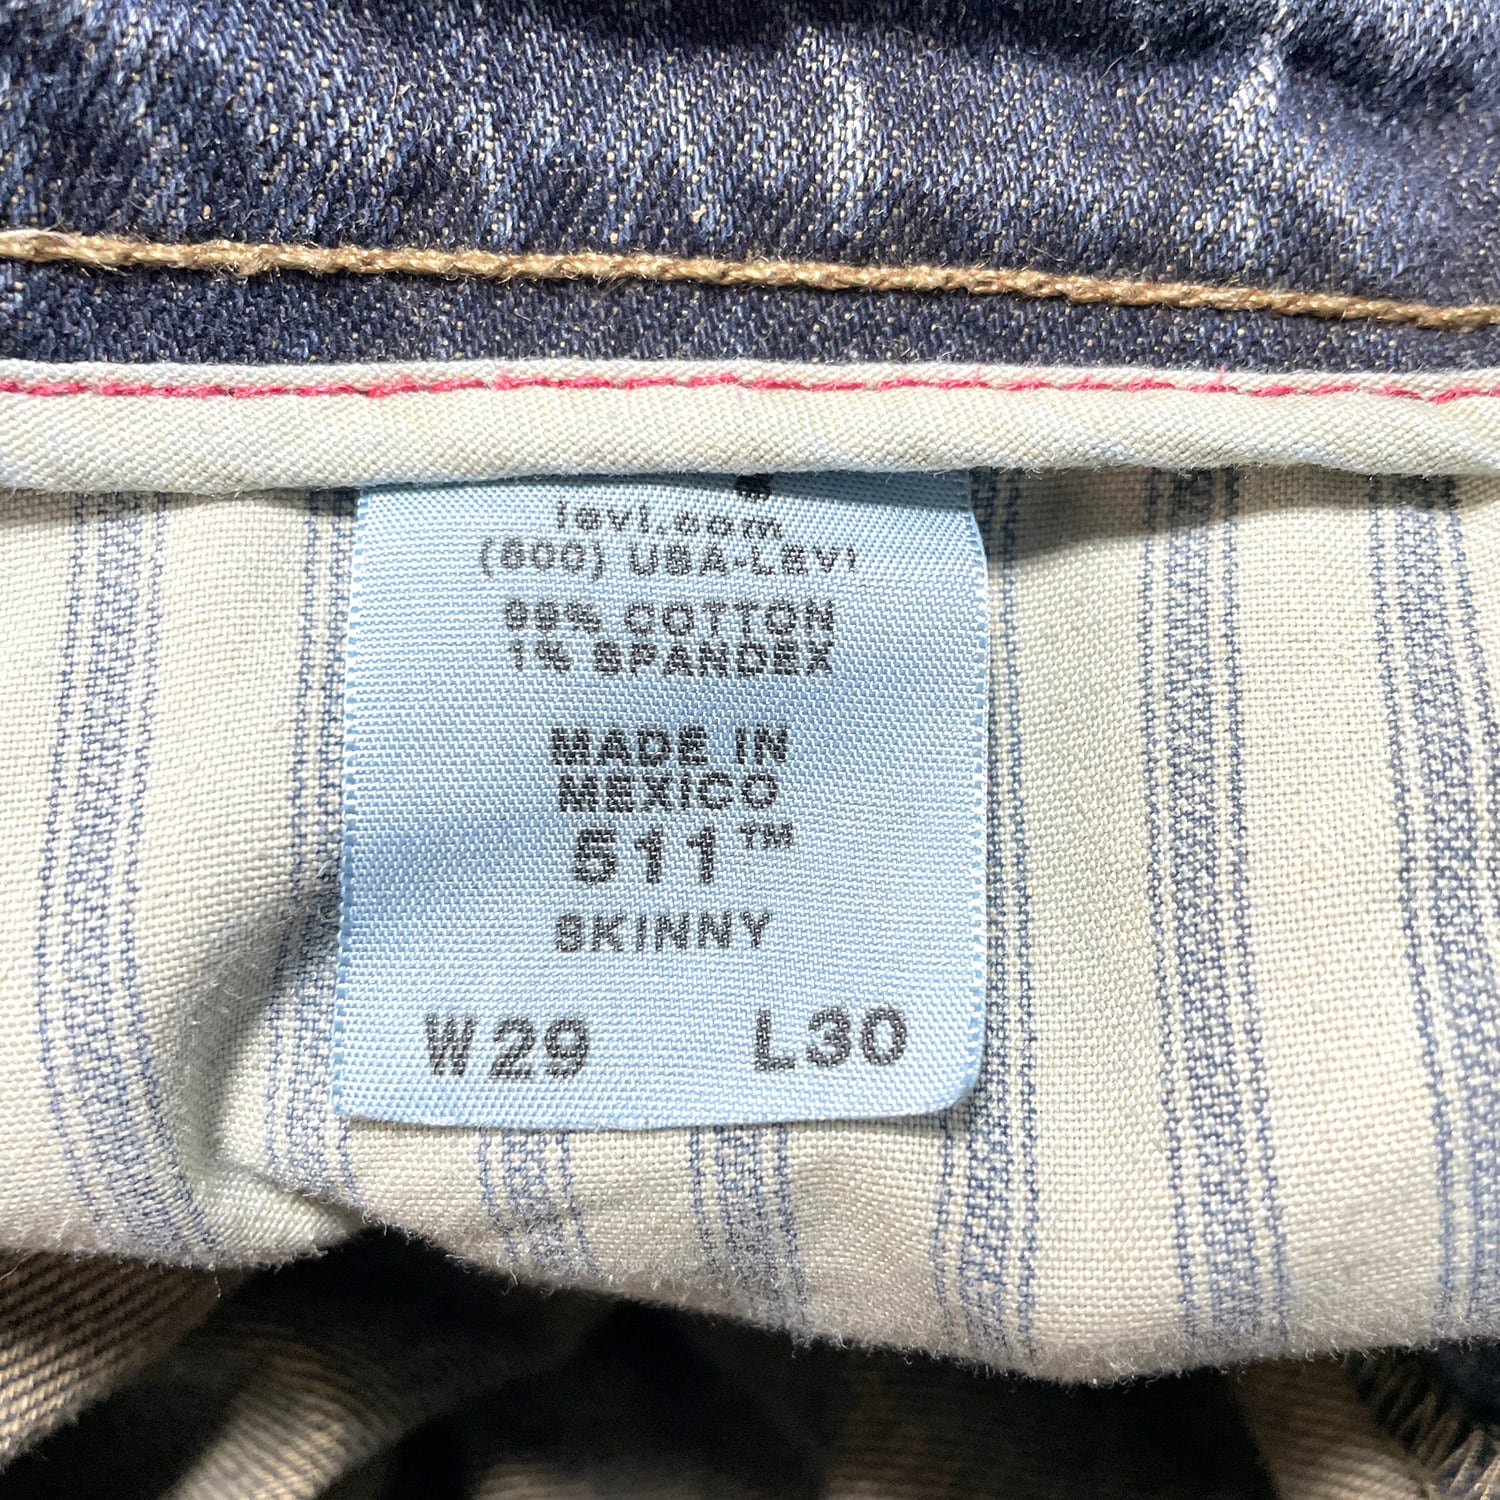 levi.com
(800) USA-LEVI
99% COTTON
1% SPANDEX
MADE IN
MEXICO
511™
SKINNY
W29 L30